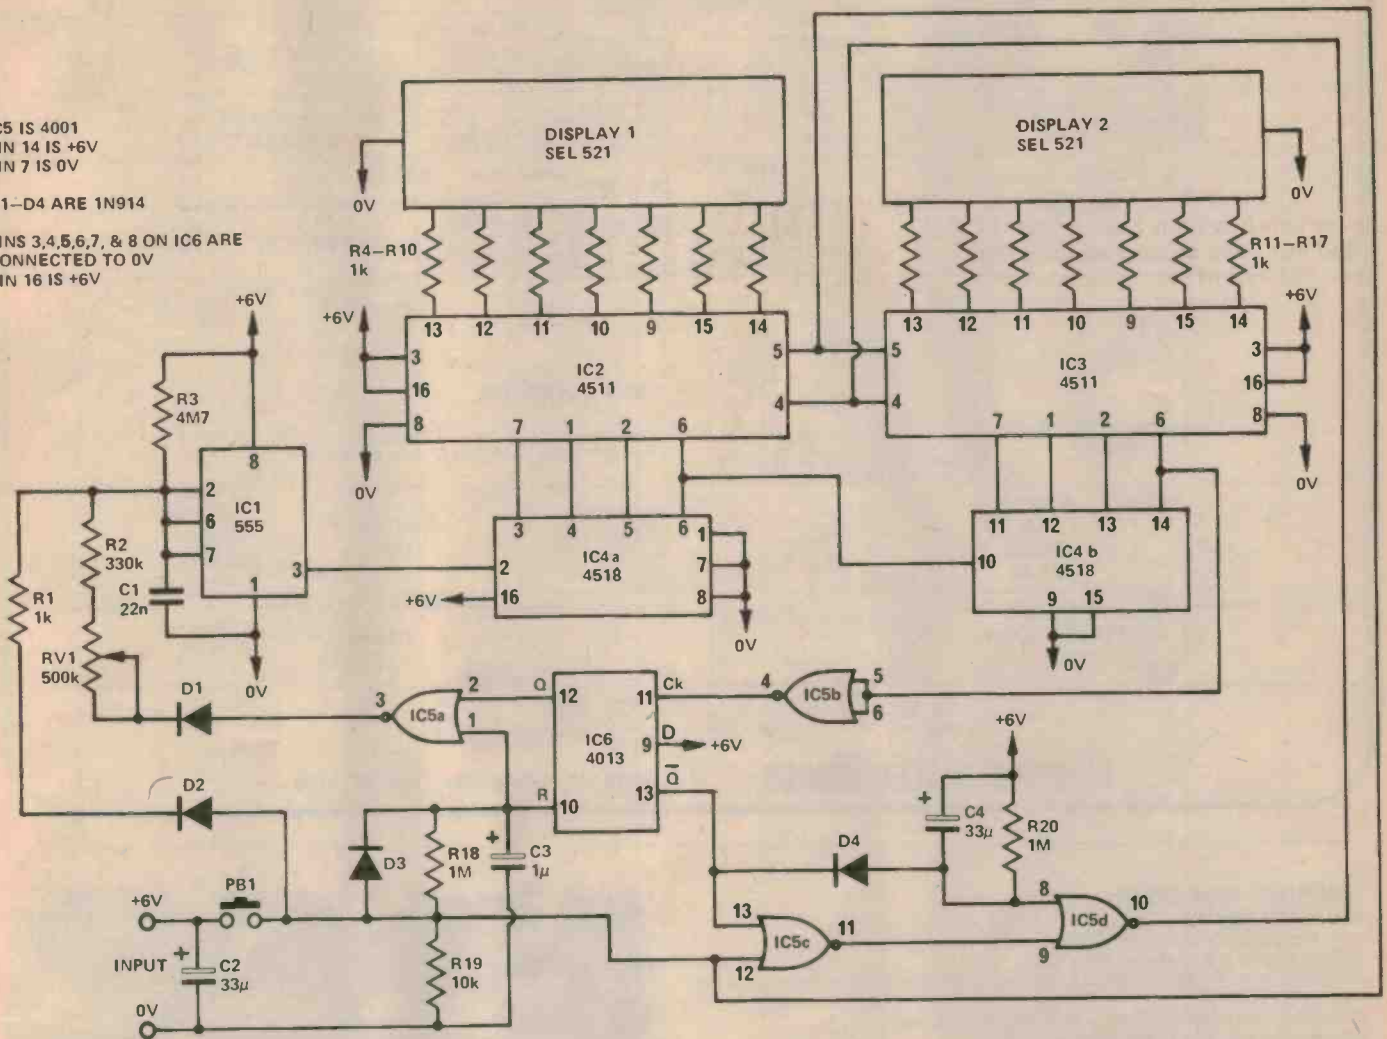 C5 IS 4001
IN 14 IS +6V
IN 7 IS 0V
1–D4 ARE 1N914
INS 3,4,5,6,7, & 8 ON IC6 ARE
ONNECTED TO 0V
IN 16 IS +6V
DISPLAY 1
SEL 521
0V
DISPLAY 2
SEL 521
0V
R4–R10
1k
R11–R17
1k
+6V
13 12 11 10 9 15 14
3
16
8
0V
IC2
4511
5
4
7 1 2 6
13 12 11 10 9 15 14
5
4
IC3
4511
+6V
3
16
8
0V
7 1 2 6
+6V
R3
4M7
8
2
6
7
IC1
555
3
1
0V
R2
330k
C1
22n
R1
1k
RV1
500k
3 4 5 6
2
16
+6V
IC4a
4518
1
7
8
0V
11 12 13 14
10
IC4 b
4518
9 15
0V
D1
3
IC5a
2
1
Q
12
IC6
4013
11
Ck
9
D
+6V
Q
13
R
10
4
IC5b
5
6
D2
D3
R18
1M
+
C3
1μ
R19
10k
PB1
+6V
INPUT
+
C2
33μ
0V
+6V
+
C4
33μ
R20
1M
D4
13
12
IC5c
11
8
9
IC5d
10